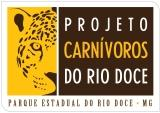 PROJETO
CARNÍVOROS
DO RIO DOCE
PARQUE ESTADUAL DO RIO DOCE - MG